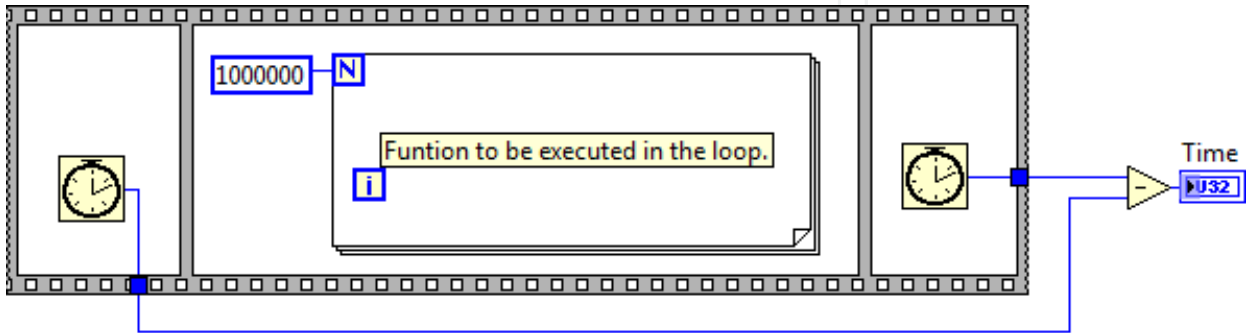 1000000
N
Funtion to be executed in the loop.
i
Time
-
U32